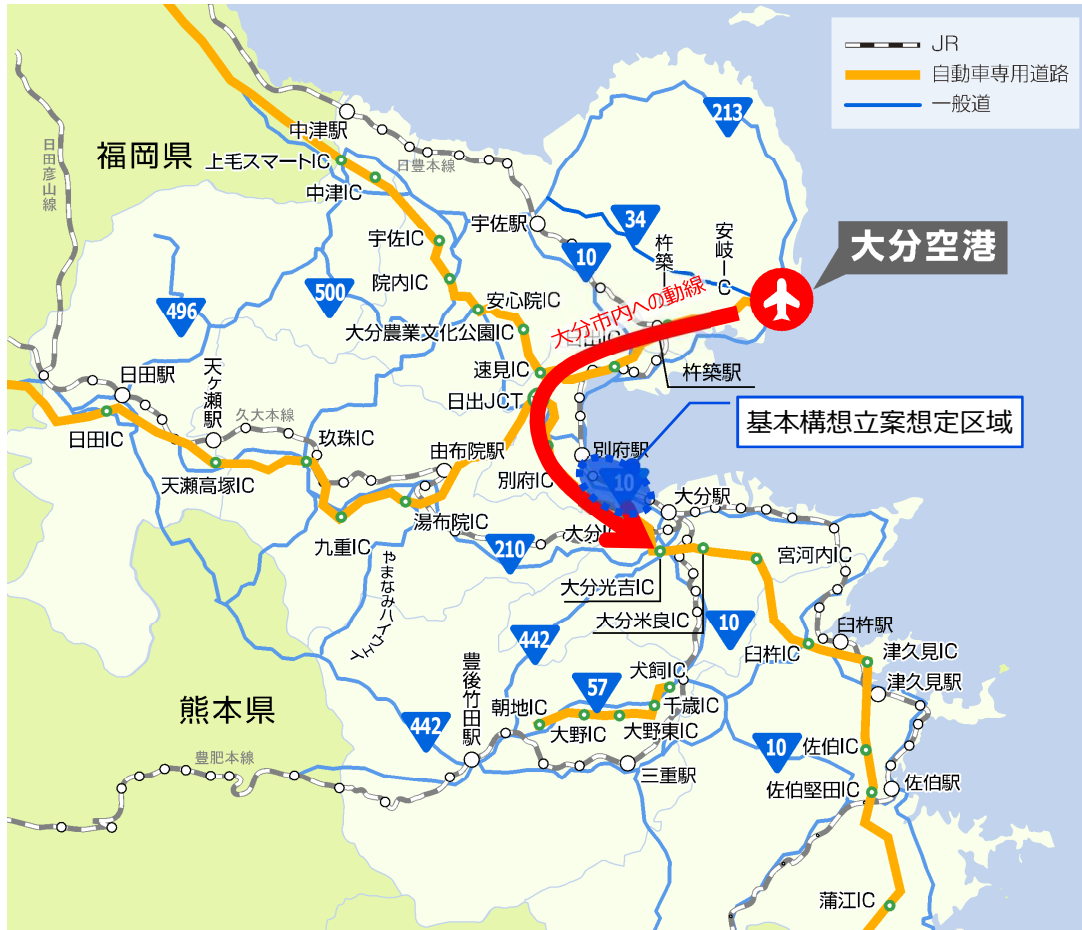 JR
自動車専用道路
一般道
213
中津駅
福岡県
上毛スマートIC
日豊本線
日田彦山線
中津IC
宇佐駅
34
宇佐IC
10
杵築IC
安岐IC
大分空港
院内IC
500
安心院IC
496
大分農業文化公園IC
大分市内への動線
日出IC
速見IC
杵築駅
日田駅
天ヶ瀬駅
日出JCT
久大本線
基本構想立案想定区域
日田IC
玖珠IC
由布院駅
別府駅
天瀬高塚IC
別府IC
10
大分駅
湯布院IC
九重IC
大分IC
宮河内IC
210
やまなみハイウェイ
大分光吉IC
大分米良IC
10
442
臼杵駅
臼杵IC
津久見IC
豊後竹田駅
犬飼IC
57
津久見駅
熊本県
朝地IC
千歳IC
442
大野IC
大野東IC
10
佐伯IC
豊肥本線
三重駅
佐伯堅田IC
佐伯駅
蒲江IC